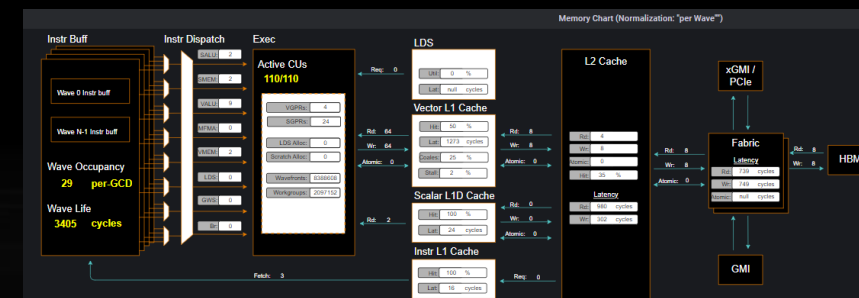 Memory Chart (Normalization: "per Wave"")
Instr Buff
Wave 0 Instr buff
Wave N-1 Instr buff
Wave Occupancy
29 per-GCD
Wave Life
3405 cycles
Instr Dispatch
SALU: 2
SMEM: 2
VALU: 9
MFMA: 0
VMEM: 2
LDS: 0
GWS: 0
Br: 0
Exec
Active CUs
110/110
VGPRs: 4
SGPRs: 24
LDS Alloc: 0
Scratch Alloc: 0
Wavefronts: 8388608
Workgroups: 2097152
Req: 0
Rd: 64
Wr: 64
Atomic: 0
Rd: 2
Fetch: 3
LDS
Util: 0 %
Lat: null cycles
Vector L1 Cache
Hit: 50 %
Lat: 1273 cycles
Coales: 25 %
Stall: 2 %
Scalar L1D Cache
Hit: 100 %
Lat: 24 cycles
Instr L1 Cache
Hit: 100 %
Lat: 16 cycles
Rd: 8
Wr: 8
Atomic: 0
Rd: 0
Wr: 0
Atomic: 0
Req: 0
L2 Cache
Rd: 4
Wr: 8
Atomic: 0
Hit: 35 %
Latency
Rd: 980 cycles
Wr: 302 cycles
Rd: 8
Wr: 8
Atomic: 0
xGMI /
PCIe
Fabric
Latency
Rd: 739 cycles
Wr: 749 cycles
Atomic: null cycles
GMI
Rd: 8
Wr: 8
HBM